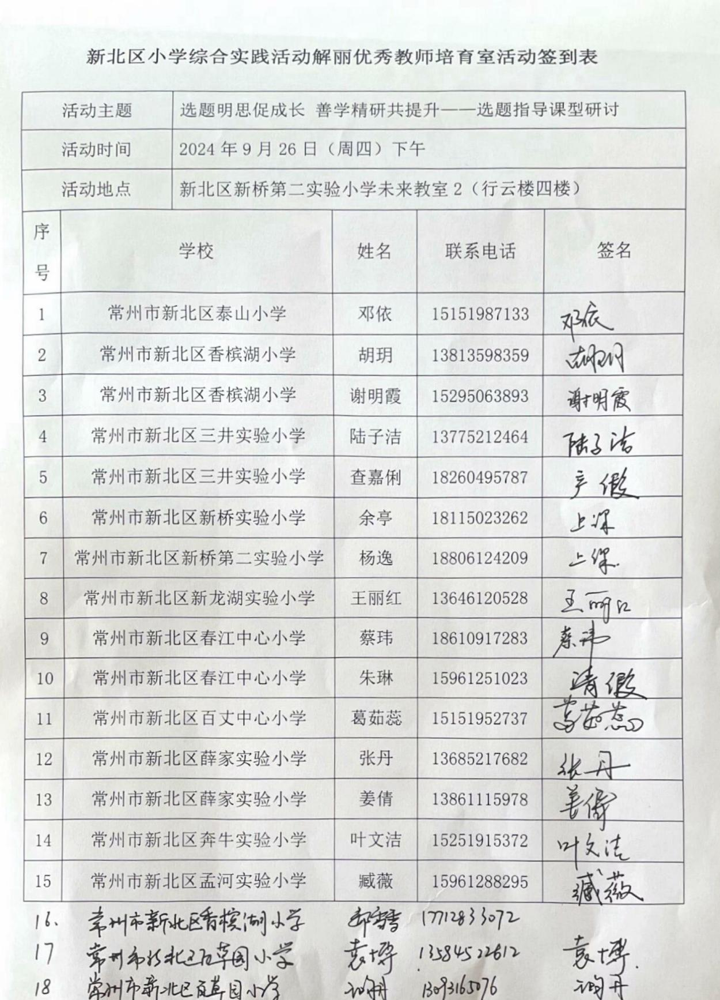 新北区小学综合实践活动解丽优秀教师培育室活动签到表
活动主题 选题明思促成长 善学精研共提升——选题指导课型研讨
活动时间 2024年9月26日（周四）下午
活动地点 新北区新桥第二实验小学未来教室2（行云楼四楼）
序号 学校 姓名 联系电话 签名
1 常州市新北区泰山小学 邓依 15151987133 邓依
2 常州市新北区香槟湖小学 胡玥 13813598359 胡玥
3 常州市新北区香槟湖小学 谢明霞 15295063893 谢明霞
4 常州市新北区三井实验小学 陆子洁 13775212464 陆子洁
5 常州市新北区三井实验小学 查嘉俐 18260495787 产假
6 常州市新北区新桥实验小学 余亭 18115023262 上课
7 常州市新北区新桥第二实验小学 杨逸 18806124209 上课
8 常州市新北区新龙湖实验小学 王丽红 13646120528 王丽红
9 常州市新北区春江中心小学 蔡玮 18610917283 蔡玮
10 常州市新北区春江中心小学 朱琳 15961251023 请假
11 常州市新北区百丈中心小学 葛茹蕊 15151952737 葛茹蕊
12 常州市新北区薛家实验小学 张丹 13685217682 张丹
13 常州市新北区薛家实验小学 姜倩 13861115978 姜倩
14 常州市新北区奔牛实验小学 叶文洁 15251915372 叶文洁
15 常州市新北区孟河实验小学 臧薇 15961288295 臧薇
16. 常州市新北区香槟湖小学 17712833072
17 常州市新北区百草园小学 袁博 13584522612 袁博
18 常州市新北区百草园小学 13093165076